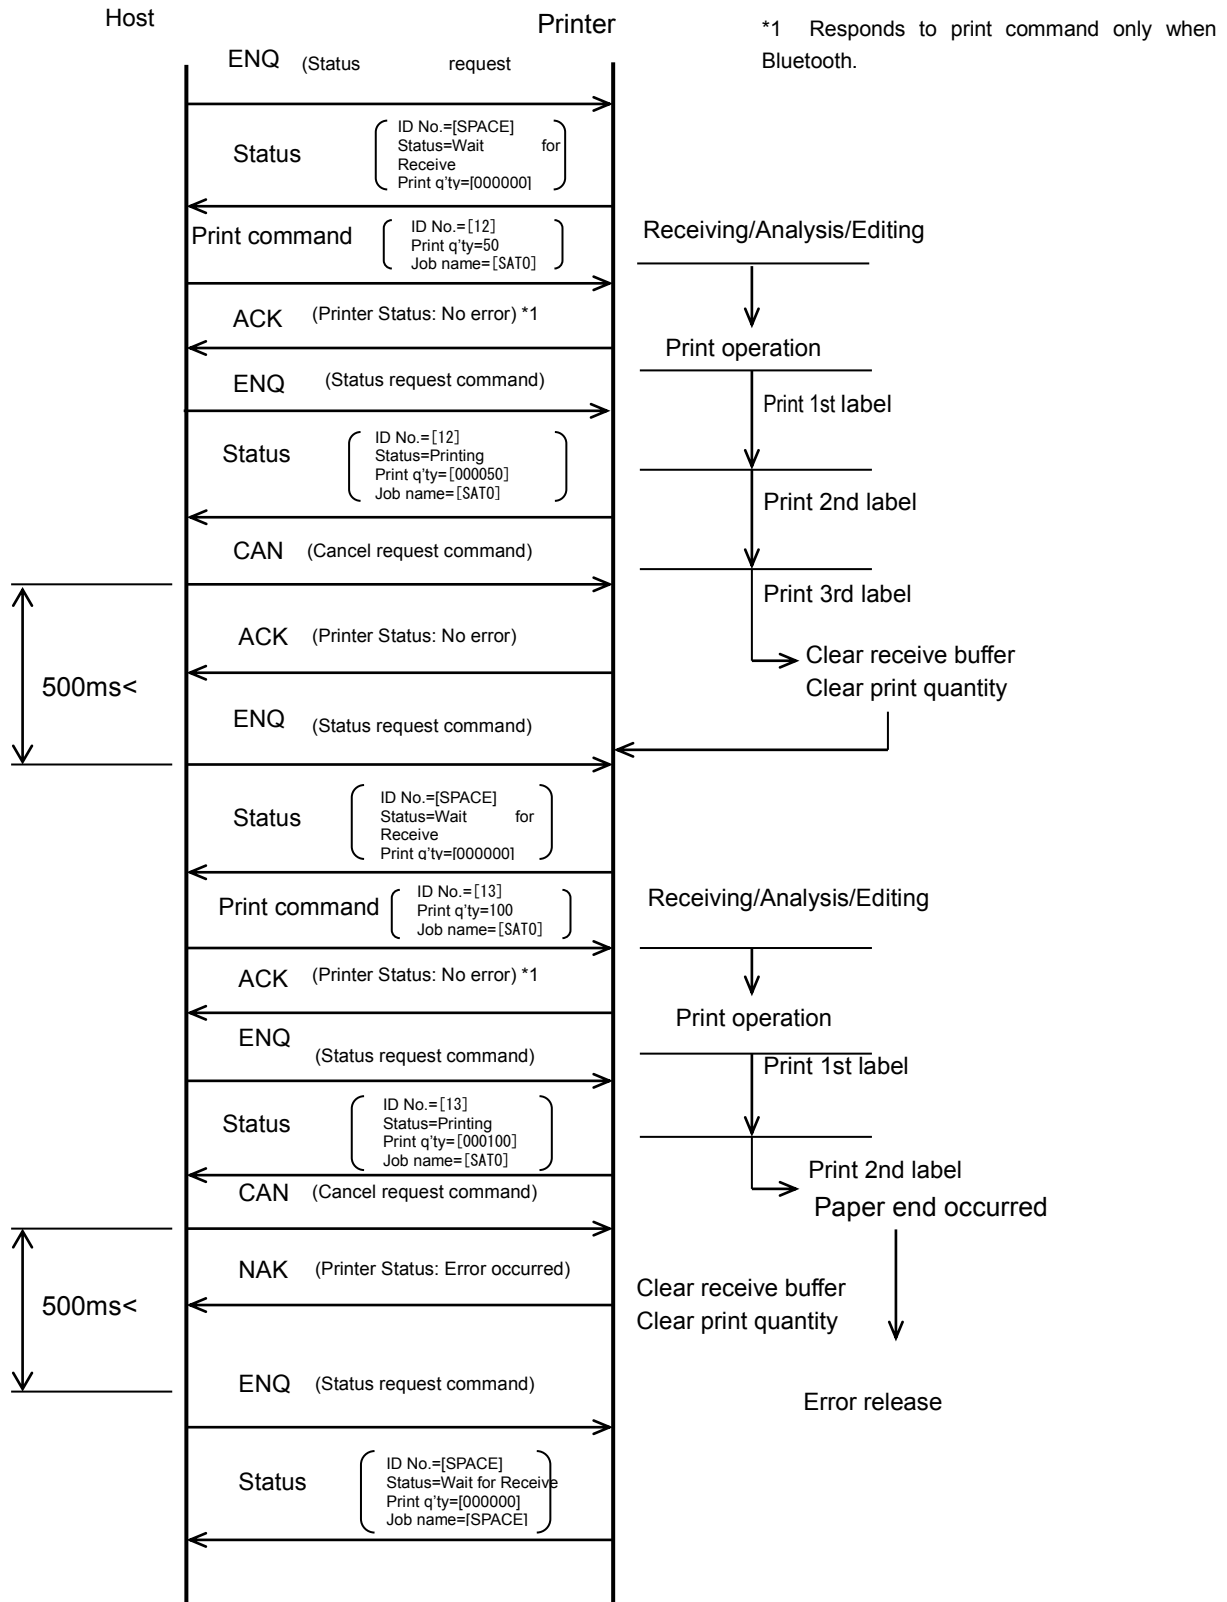 Host
Printer
*1 Responds to print command only when
Bluetooth.
ENQ (Status request
Status
ID No.=[SPACE]
Status=Wait for
Receive
Print q'ty=[000000]
Print command
ID No.=[12]
Print q'ty=50
Job name=[SATO]
Receiving/Analysis/Editing
ACK (Printer Status: No error) *1
Print operation
ENQ (Status request command)
Print 1st label
Status
ID No.=[12]
Status=Printing
Print q'ty=[000050]
Job name=[SATO]
Print 2nd label
CAN (Cancel request command)
Print 3rd label
ACK (Printer Status: No error)
Clear receive buffer
Clear print quantity
500ms<
ENQ (Status request command)
Status
ID No.=[SPACE]
Status=Wait for
Receive
Print q'ty=[000000]
Print command
ID No.=[13]
Print q'ty=100
Job name=[SATO]
Receiving/Analysis/Editing
ACK (Printer Status: No error) *1
Print operation
ENQ
(Status request command)
Print 1st label
Status
ID No.=[13]
Status=Printing
Print q'ty=[000100]
Job name=[SATO]
Print 2nd label
CAN (Cancel request command)
Paper end occurred
NAK (Printer Status: Error occurred)
Clear receive buffer
Clear print quantity
500ms<
ENQ (Status request command)
Error release
Status
ID No.=[SPACE]
Status=Wait for Receive
Print q'ty=[000000]
Job name=[SPACE]